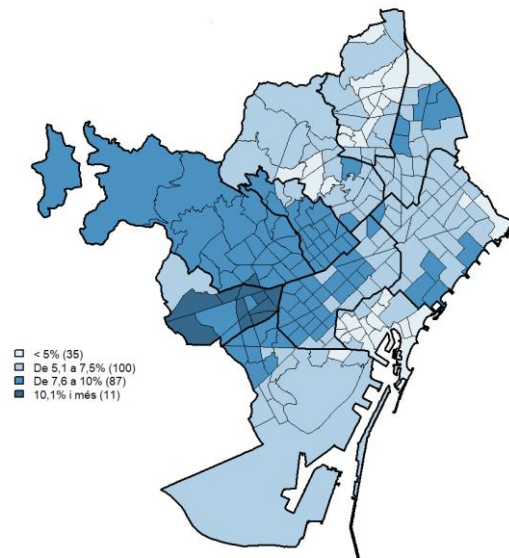 < 5% (35)
De 5,1 a 7,5% (100)
De 7,6 a 10% (87)
10,1% i més (11)